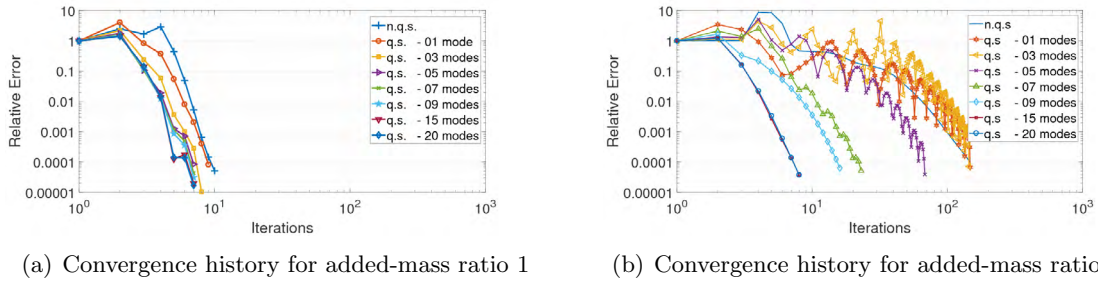 10
1
0.1
0.01
0.001
0.0001
0.00001
Relative Error
10^0
10^1
10^2
10^3
Iterations
n.q.s.
q.s. - 01 mode
q.s. - 03 modes
q.s. - 05 modes
q.s. - 07 modes
q.s. - 09 modes
q.s. - 15 modes
q.s. - 20 modes
(a) Convergence history for added-mass ratio 1
10
1
0.1
0.01
0.001
0.0001
0.00001
Relative Error
10^0
10^1
10^2
10^3
Iterations
n.q.s
q.s. - 01 modes
q.s. - 03 modes
q.s. - 05 modes
q.s. - 07 modes
q.s. - 09 modes
q.s. - 15 modes
q.s. - 20 modes
(b) Convergence history for added-mass ratio